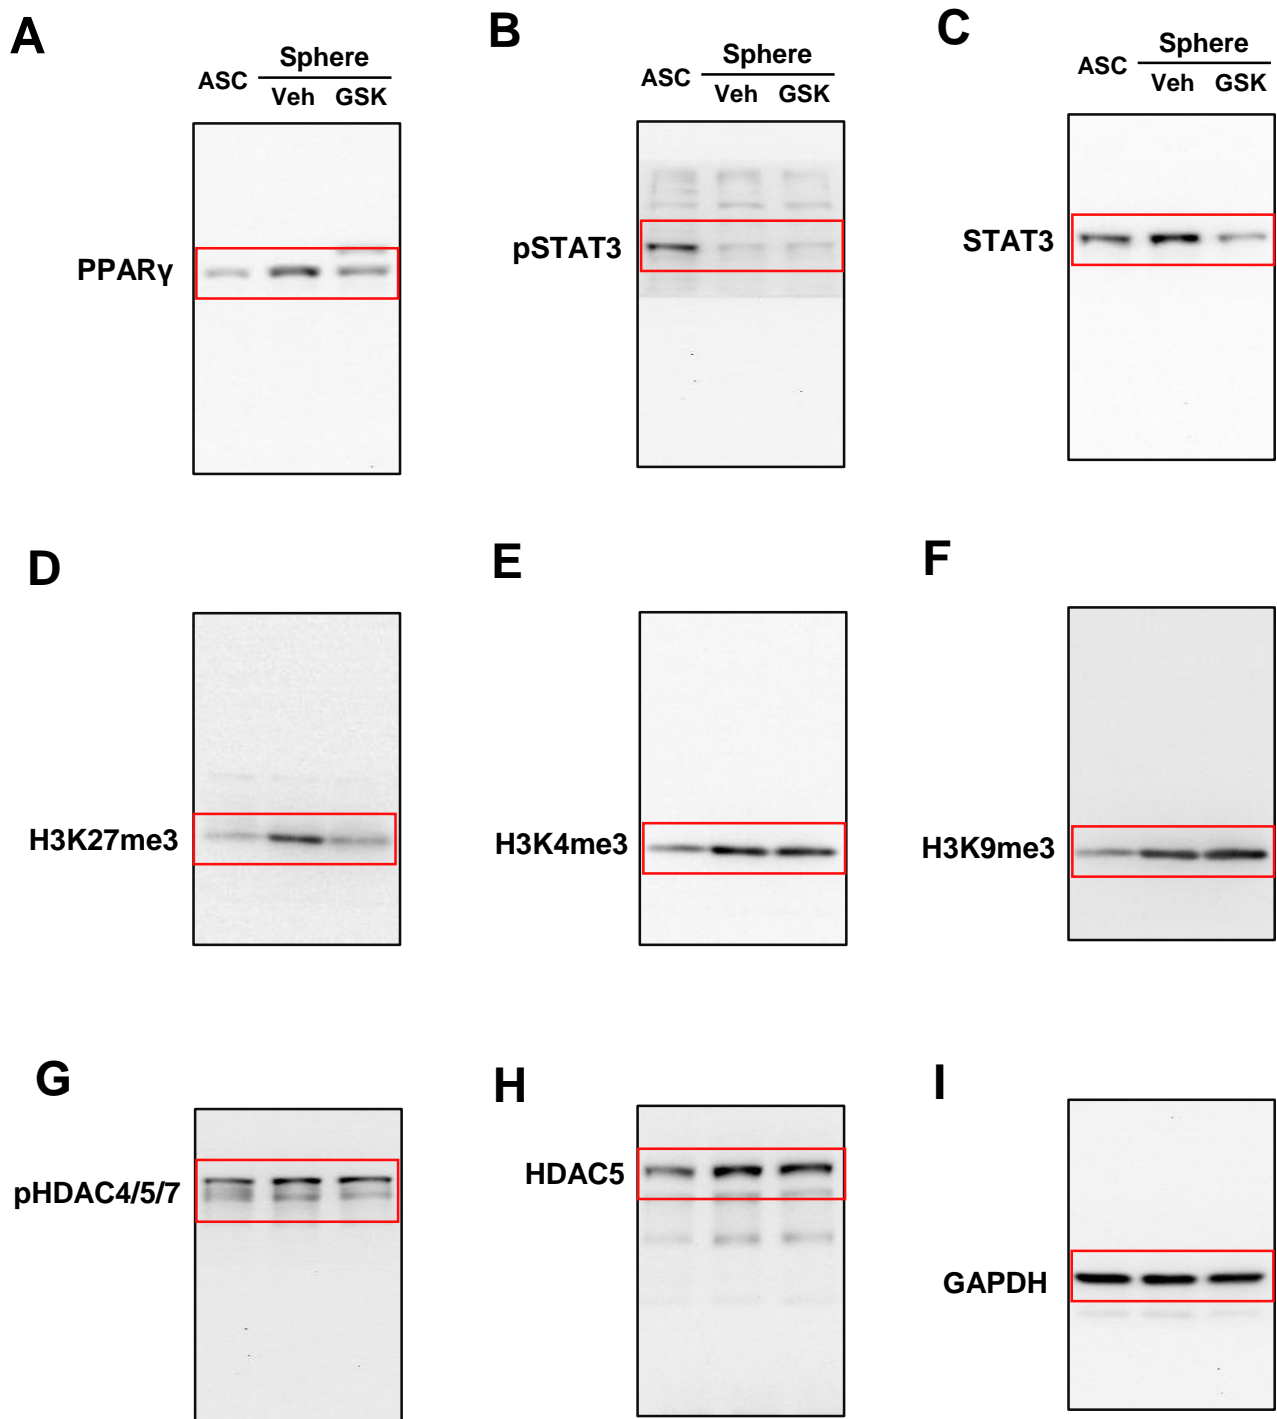 A
Sphere
ASC
Veh GSK
PPARγ
B
Sphere
ASC
Veh GSK
pSTAT3
C
Sphere
ASC
Veh GSK
STAT3
D
H3K27me3
E
H3K4me3
F
H3K9me3
G
pHDAC4/5/7
H
HDAC5
I
GAPDH